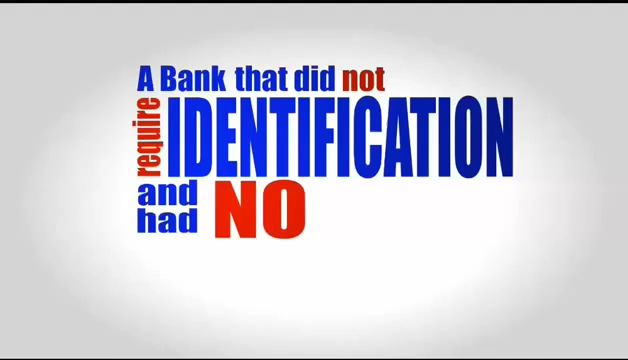 A Bank that did not
require
IDENTIFICATION
and
had
NO